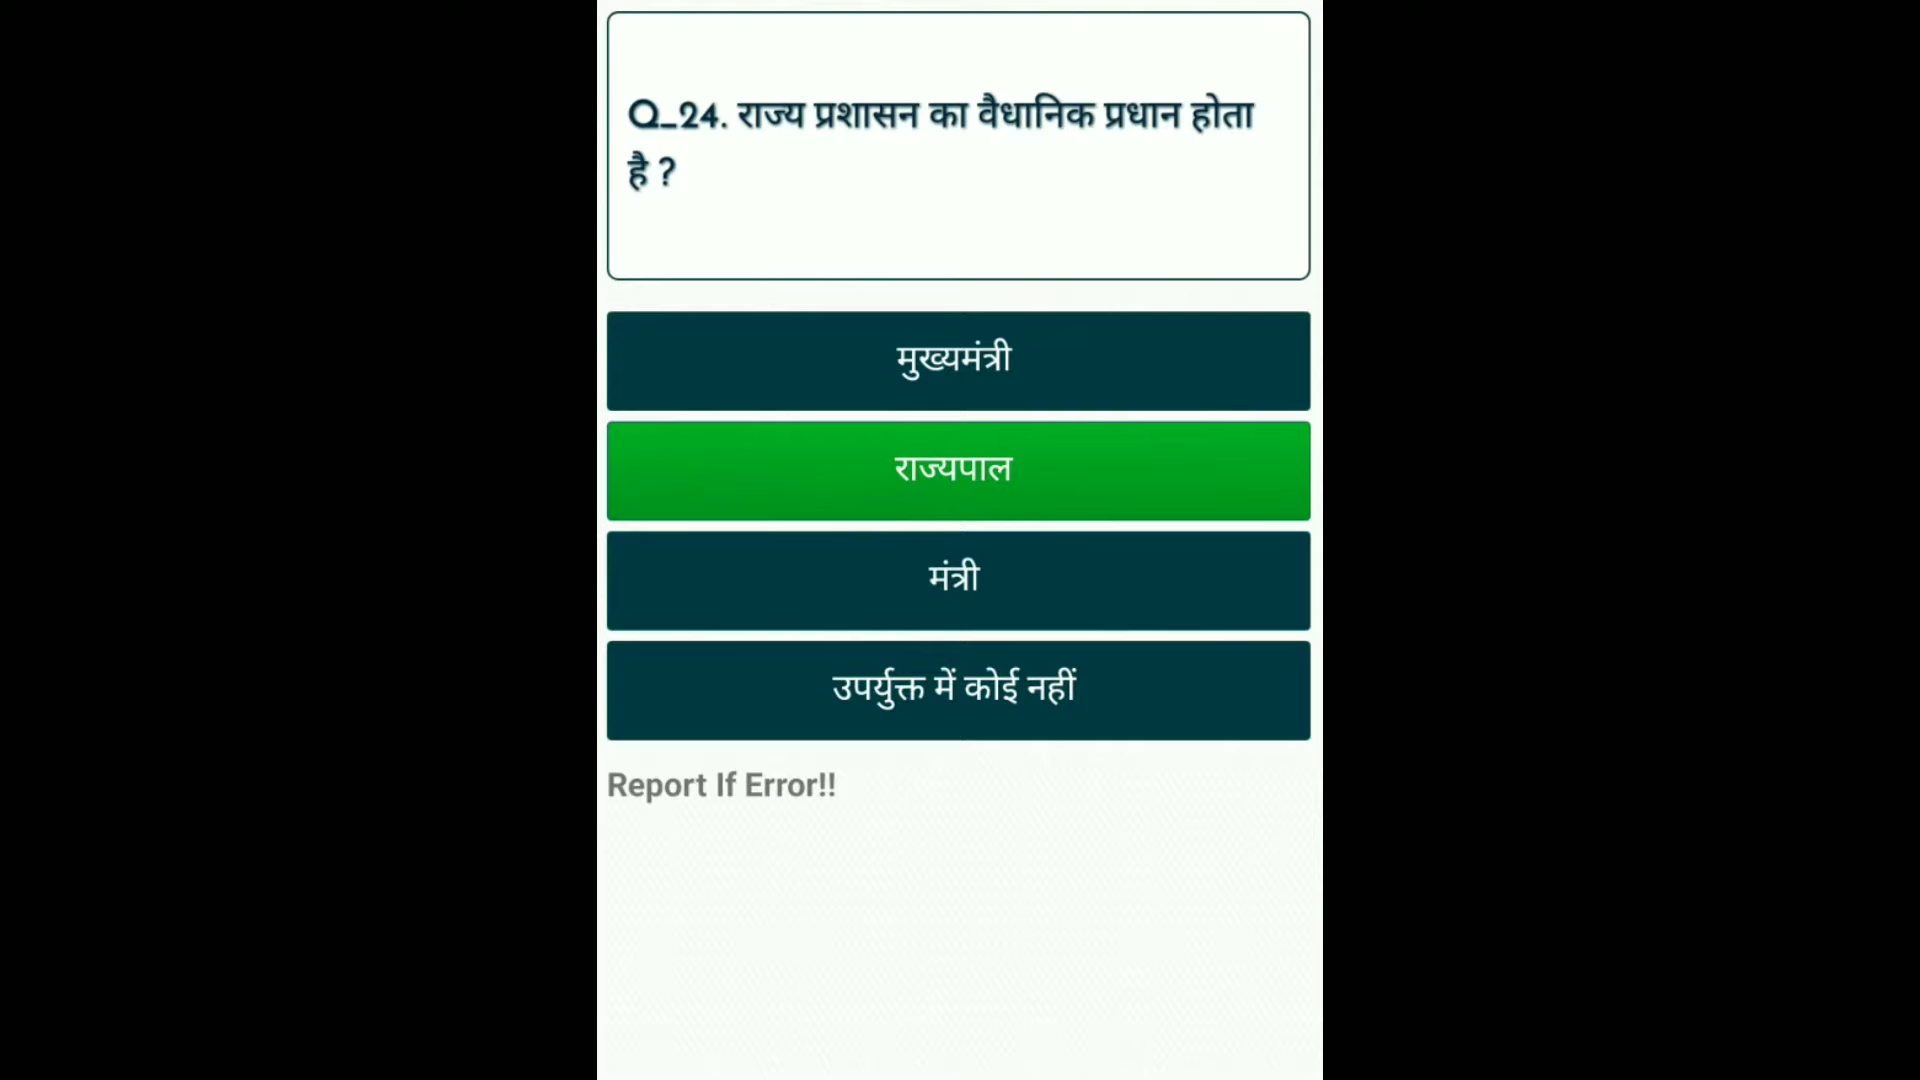 Q_24. राज्य प्रशासन का वैधानिक प्रधान होता
है ?
मुख्यमंत्री
राज्यपाल
मंत्री
उपर्युक्त में कोई नहीं
Report If Error!!